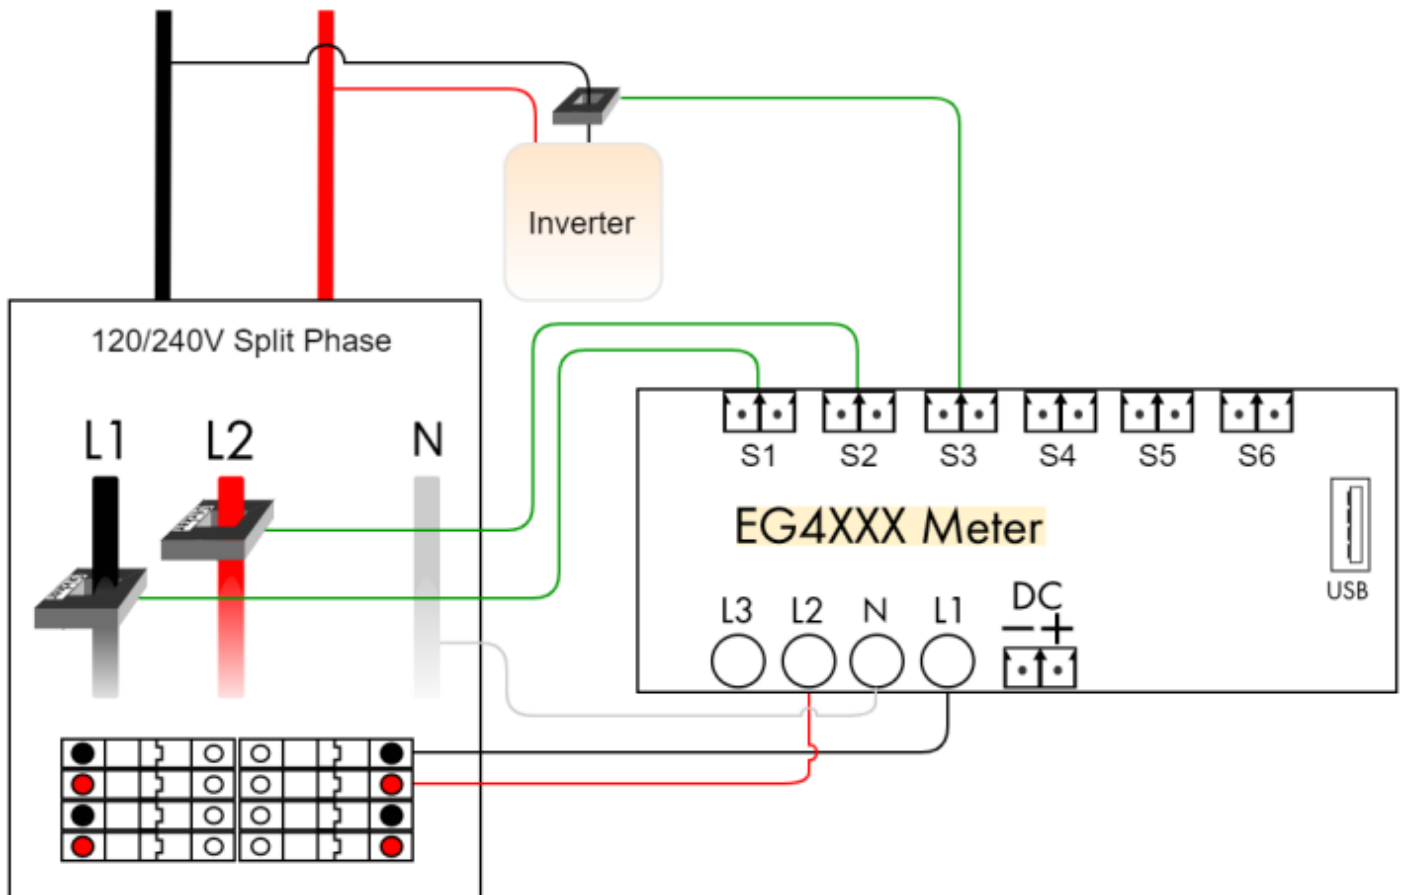 Inverter
120/240V Split Phase
L1 L2 N
S1 S2 S3 S4 S5 S6
EG4XXX Meter
USB
L3 L2 N L1 DC
− +